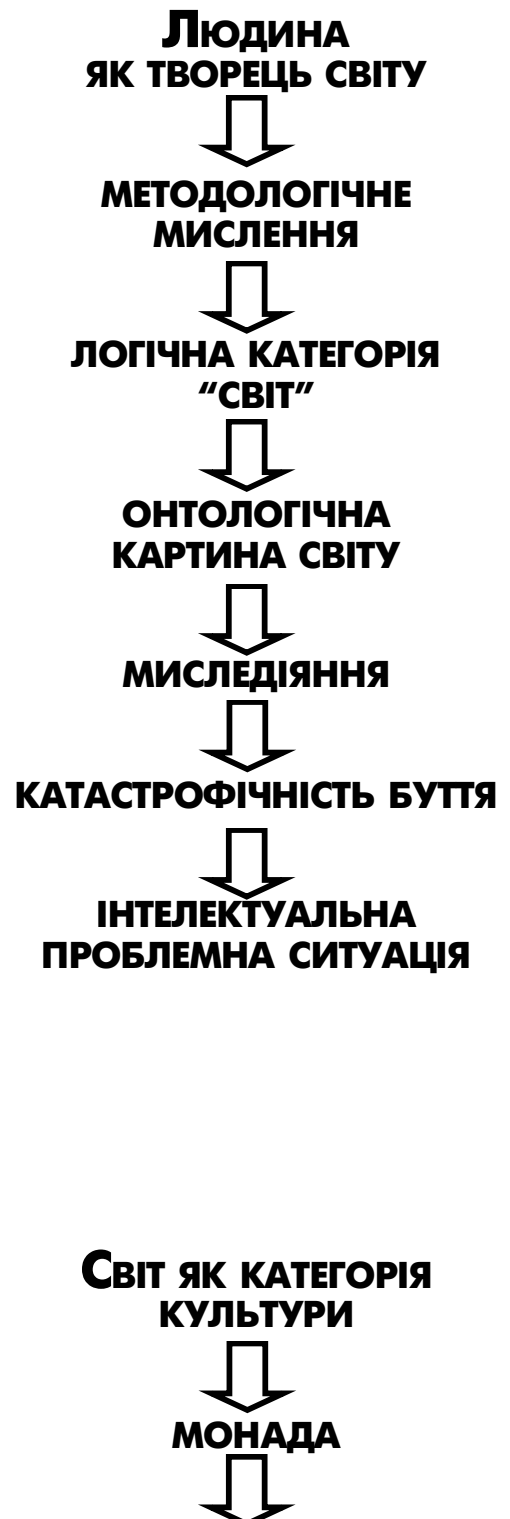 Людина
як творець світу
МЕТОДОЛОГІЧНЕ
МИСЛЕННЯ
ЛОГІЧНА КАТЕГОРІЯ
“СВІТ”
ОНТОЛОГІЧНА
КАРТИНА СВІТУ
МИСЛЕДІЯННЯ
КАТАСТРОФІЧНІСТЬ БУТТЯ
ІНТЕЛЕКТУАЛЬНА
ПРОБЛЕМНА СИТУАЦІЯ
Світ як категорія
культури
МОНАДА